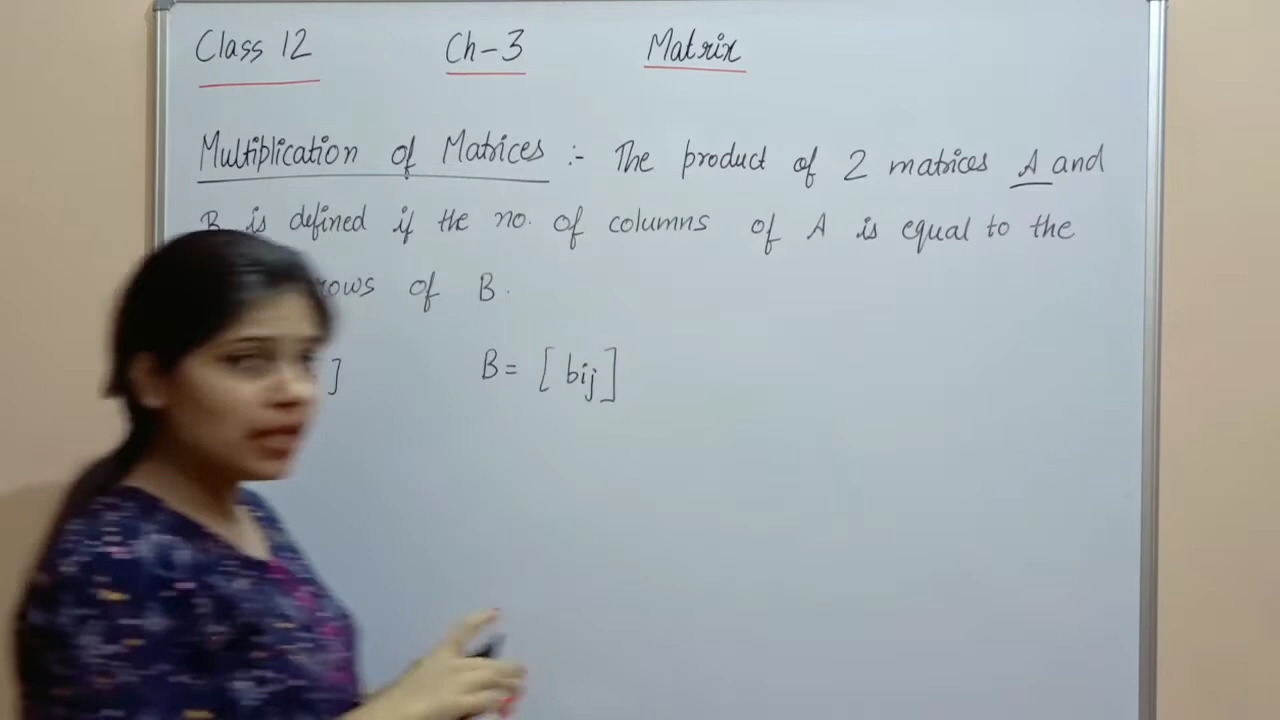 Class 12 Ch-3 Matrix
Multiplication of Matrices :- The product of 2 matrices A and
B is defined if the no. of columns of A is equal to the
rows of B.
] B = [ bij ]